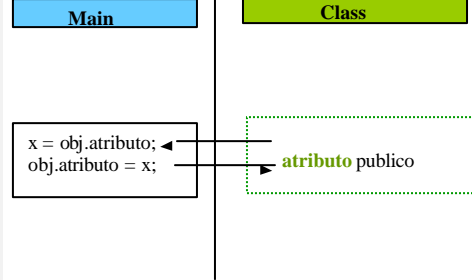 Main
Class
x = obj.atributo;
obj.atributo = x;
atributo publico